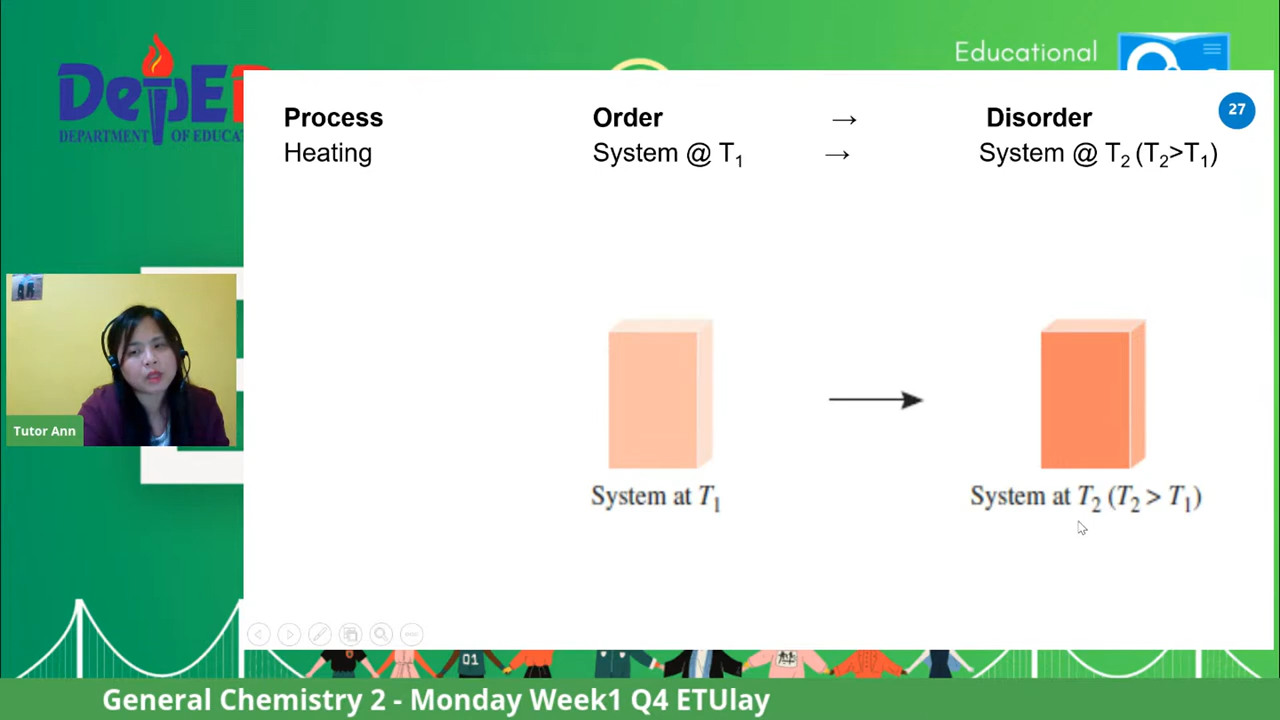 Educational
DEPARTMENT OF EDUCA
Process Order → Disorder
27
Heating System @ T₁ → System @ T₂ (T₂>T₁)
Tutor Ann
System at T₁
System at T₂ (T₂ > T₁)
01
General Chemistry 2 - Monday Week1 Q4 ETUlay